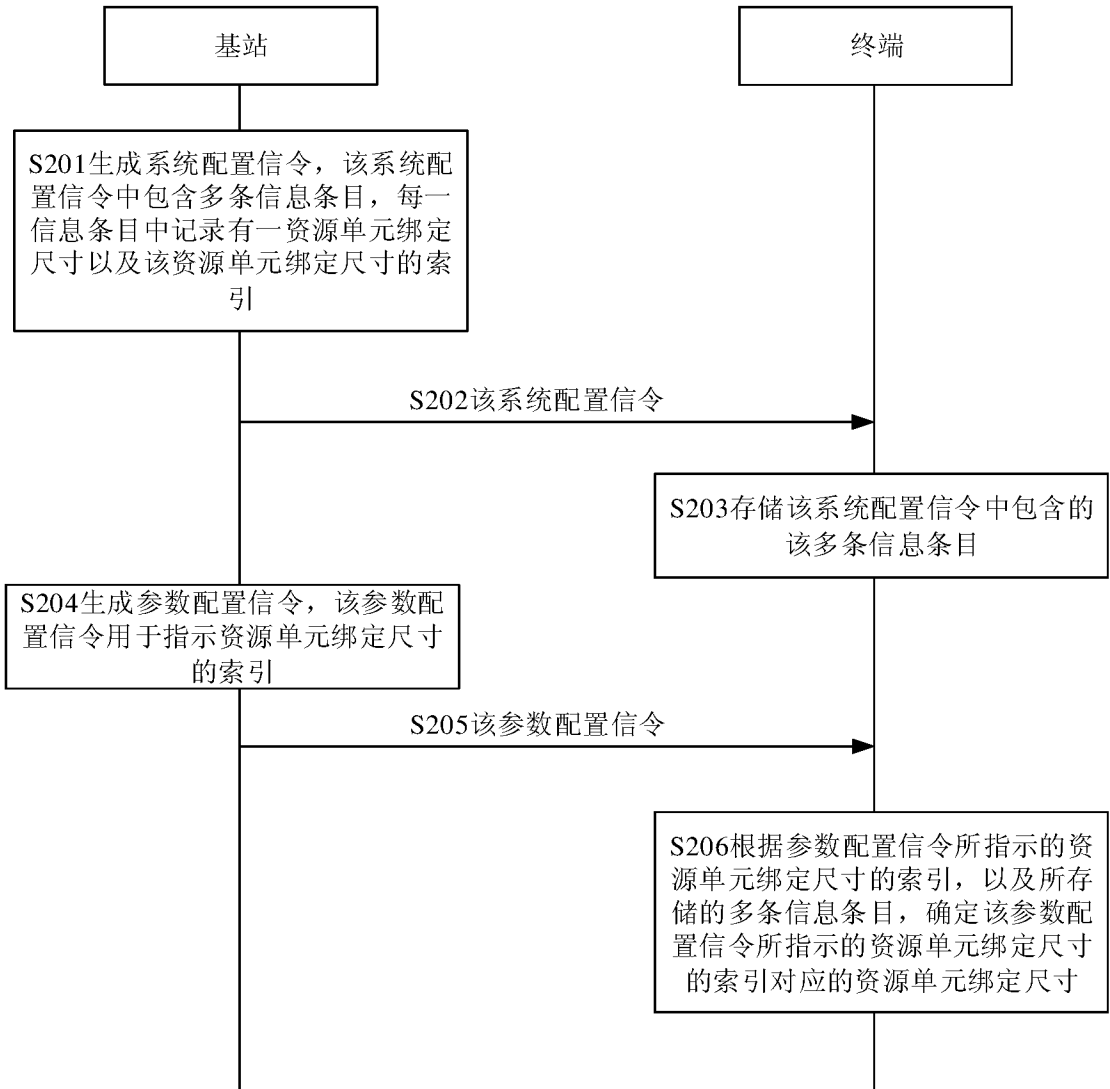 基站
终端
S201生成系统配置信令，该系统配
置信令中包含多条信息条目，每一
信息条目中记录有一资源单元绑定
尺寸以及该资源单元绑定尺寸的索
引
S202该系统配置信令
S203存储该系统配置信令中包含的
该多条信息条目
S204生成参数配置信令，该参数配
置信令用于指示资源单元绑定尺寸
的索引
S205该参数配置信令
S206根据参数配置信令所指示的资
源单元绑定尺寸的索引，以及所存
储的多条信息条目，确定该参数配
置信令所指示的资源单元绑定尺寸
的索引对应的资源单元绑定尺寸